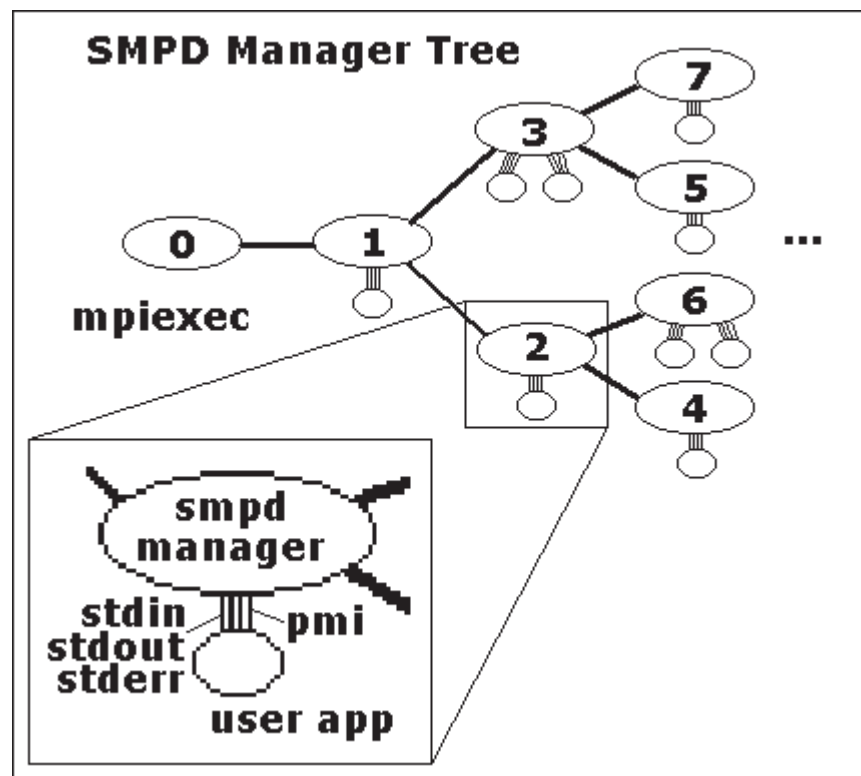 SMPD Manager Tree
7
3
5
0
1
...
mpiexec
6
2
4
smpd
manager
stdin
stdout
stderr
pmi
user app